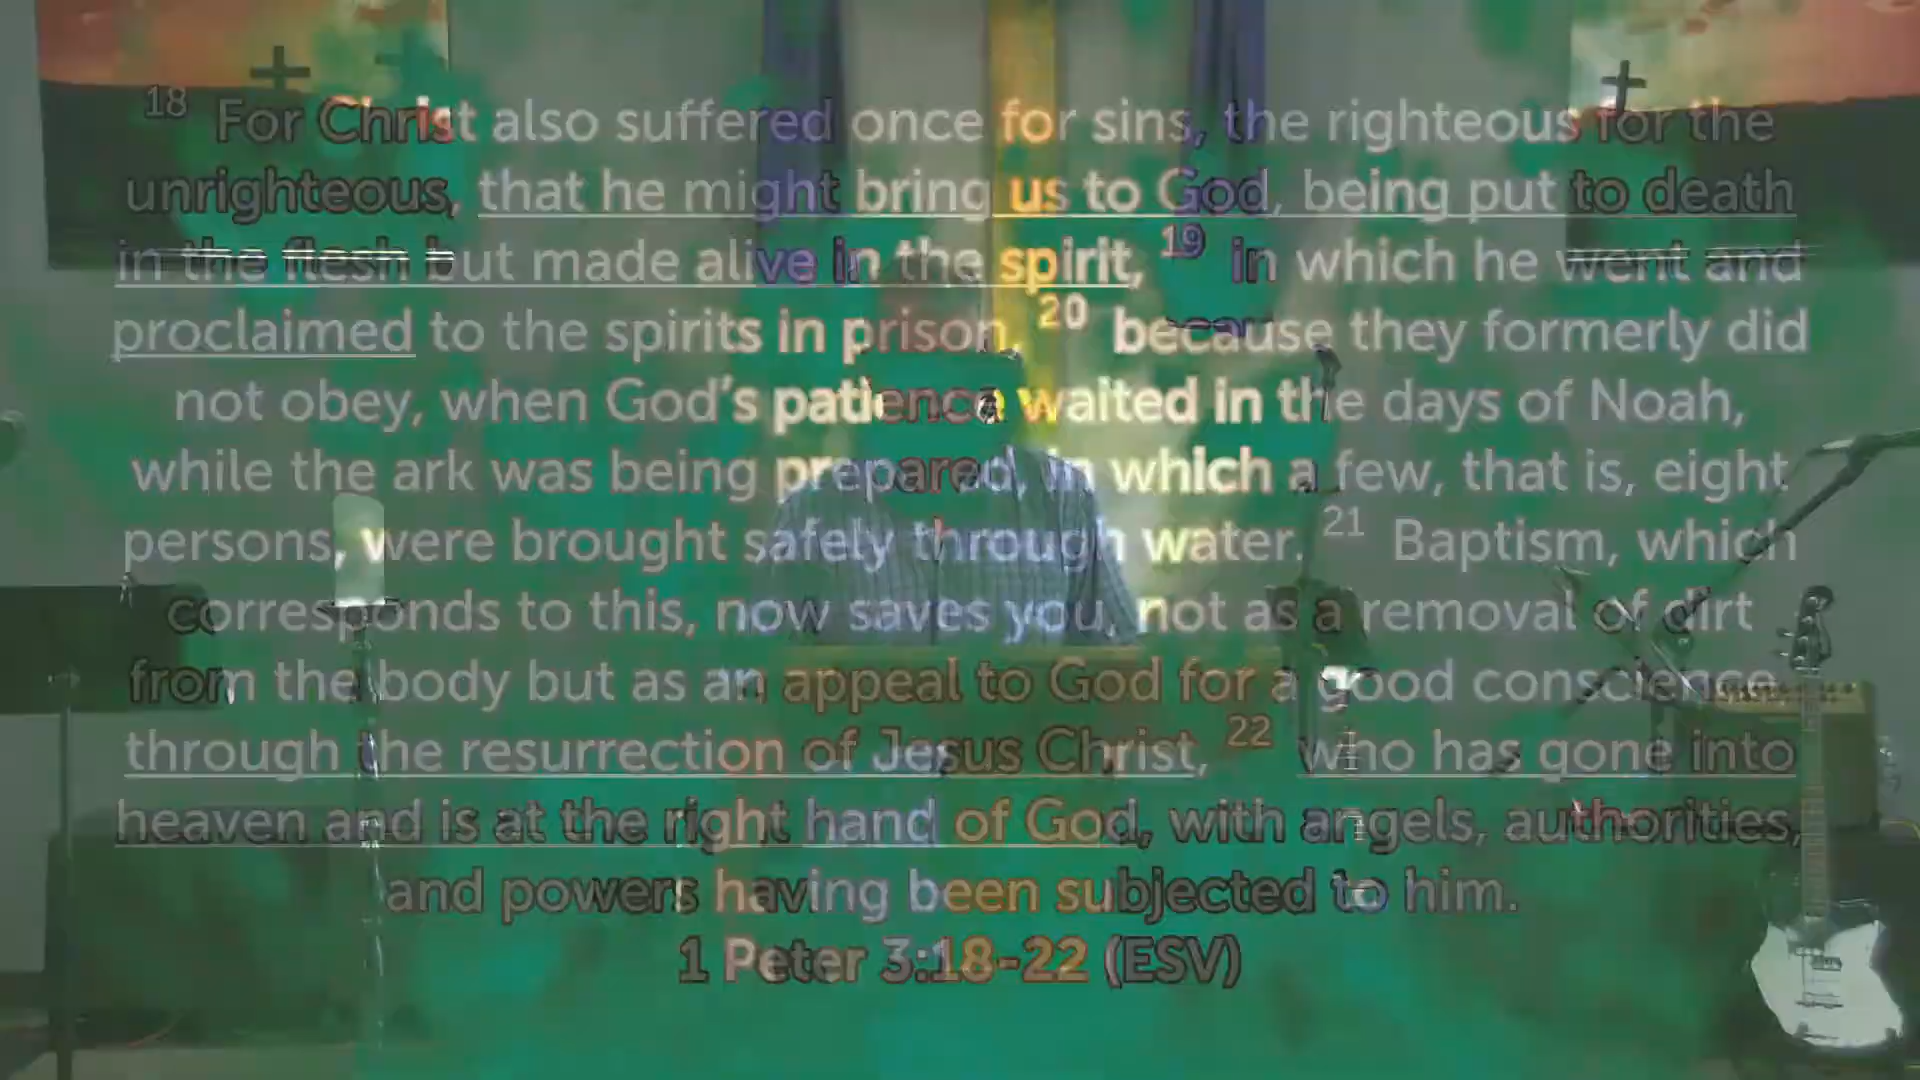 18 For Christ also suffered once for sins, the righteous for the
unrighteous, that he might bring us to God, being put to death
in the flesh but made alive in the spirit, 19 in which he went and
proclaimed to the spirits in prison, 20 because they formerly did
not obey, when God's patience waited in the days of Noah,
while the ark was being prepared, in which a few, that is, eight
persons, were brought safely through water. 21 Baptism, which
corresponds to this, now saves you, not as a removal of dirt
from the body but as an appeal to God for a good conscience,
through the resurrection of Jesus Christ, 22 who has gone into
heaven and is at the right hand of God, with angels, authorities,
and powers having been subjected to him.
1 Peter 3:18-22 (ESV)